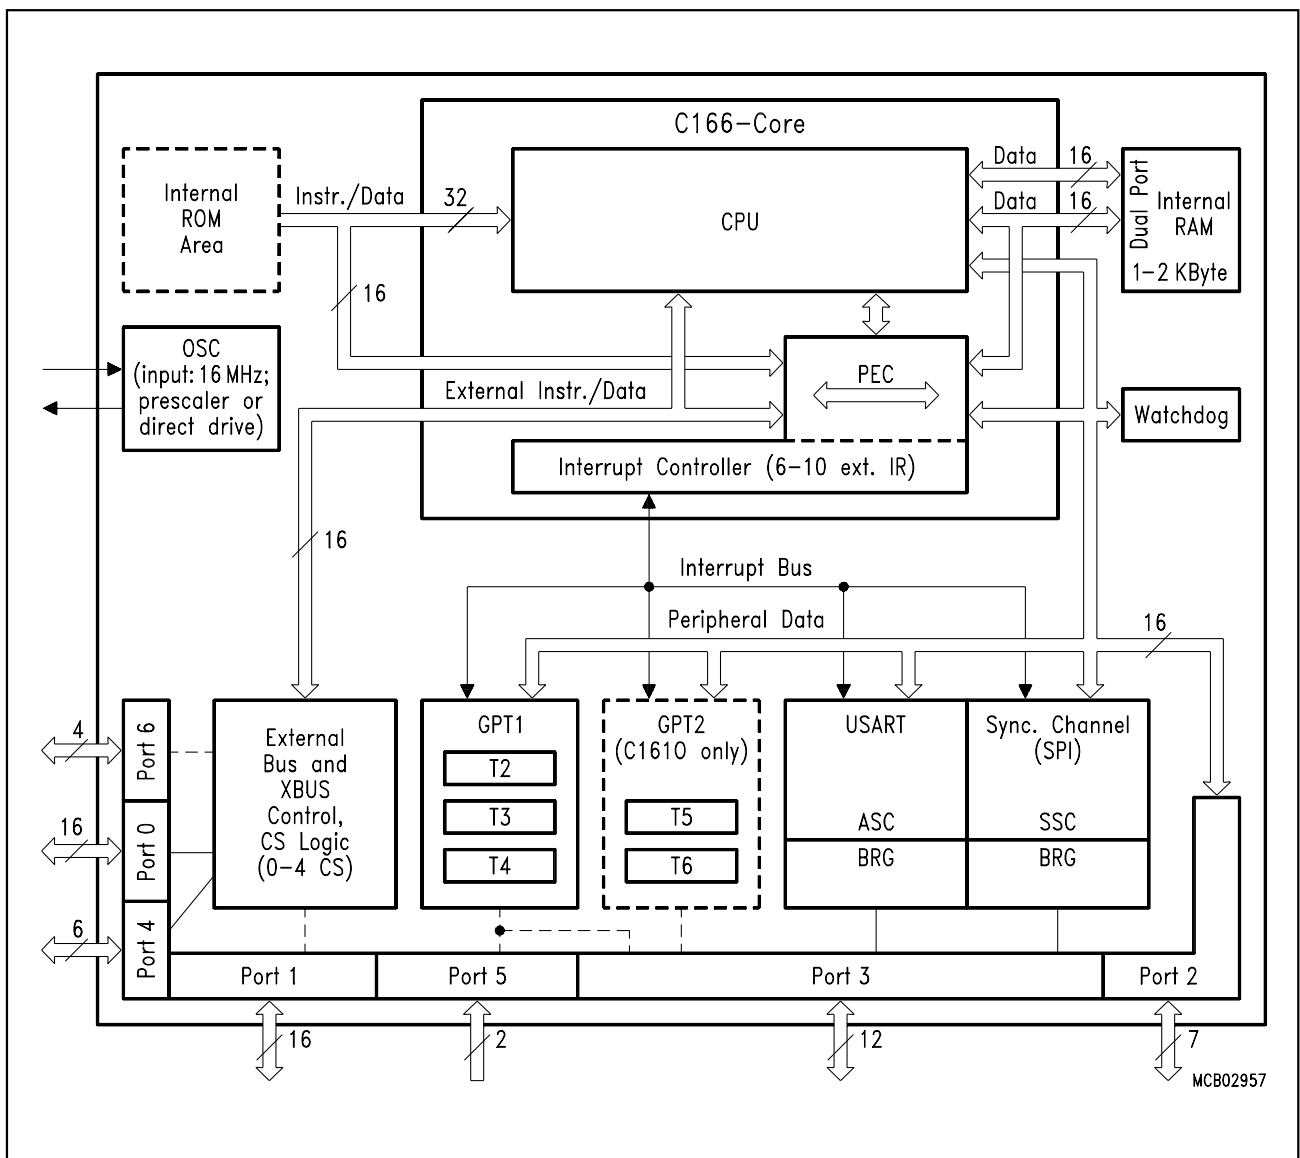 C166-Core
Internal
ROM
Area
Instr./Data
32
16
CPU
Data
16
Data
16
Dual Port
Internal
RAM
1-2 KByte
OSC
(input: 16 MHz;
prescaler or
direct drive)
External Instr./Data
PEC
Watchdog
Interrupt Controller (6-10 ext. IR)
16
Interrupt Bus
Peripheral Data
16
4
Port 6
16
Port 0
6
Port 4
External
Bus and
XBUS
Control,
CS Logic
(0-4 CS)
GPT1
T2
T3
T4
GPT2
(C161O only)
T5
T6
USART
ASC
BRG
Sync. Channel
(SPI)
SSC
BRG
Port 1
Port 5
Port 3
Port 2
16
2
12
7
MCB02957